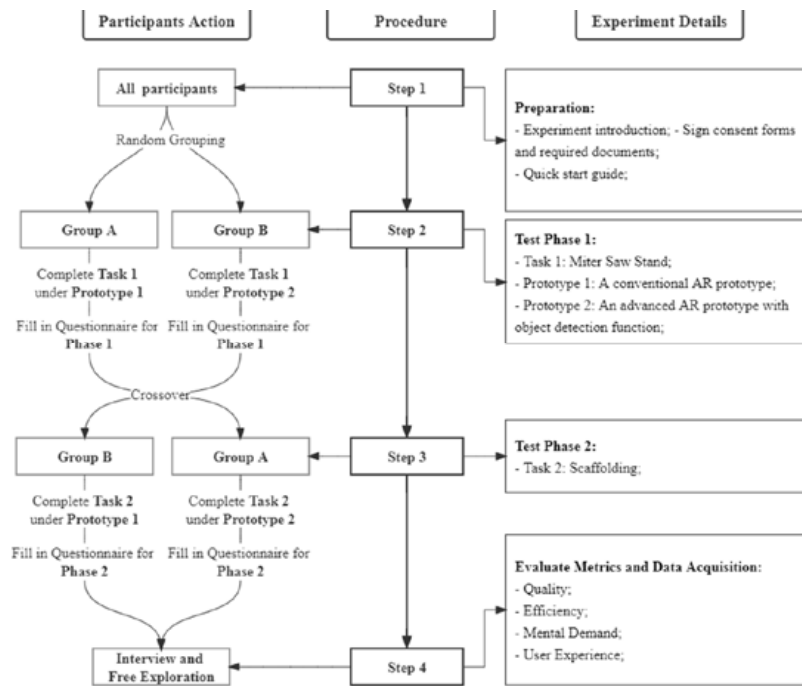 Participants Action
Procedure
Experiment Details
All participants
Step 1
Preparation:
- Experiment introduction; - Sign consent forms
and required documents;
- Quick start guide;
Random Grouping
Group A
Group B
Step 2
Test Phase 1:
- Task 1: Miter Saw Stand;
- Prototype 1: A conventional AR prototype;
- Prototype 2: An advanced AR prototype with
object detection function;
Complete Task 1
under Prototype 1
Complete Task 1
under Prototype 2
Fill in Questionnaire for
Phase 1
Fill in Questionnaire for
Phase 1
Crossover
Group B
Group A
Step 3
Test Phase 2:
- Task 2: Scaffolding;
Complete Task 2
under Prototype 1
Complete Task 2
under Prototype 2
Fill in Questionnaire for
Phase 2
Fill in Questionnaire for
Phase 2
Evaluate Metrics and Data Acquisition:
- Quality;
- Efficiency;
- Mental Demand;
- User Experience;
Interview and
Free Exploration
Step 4